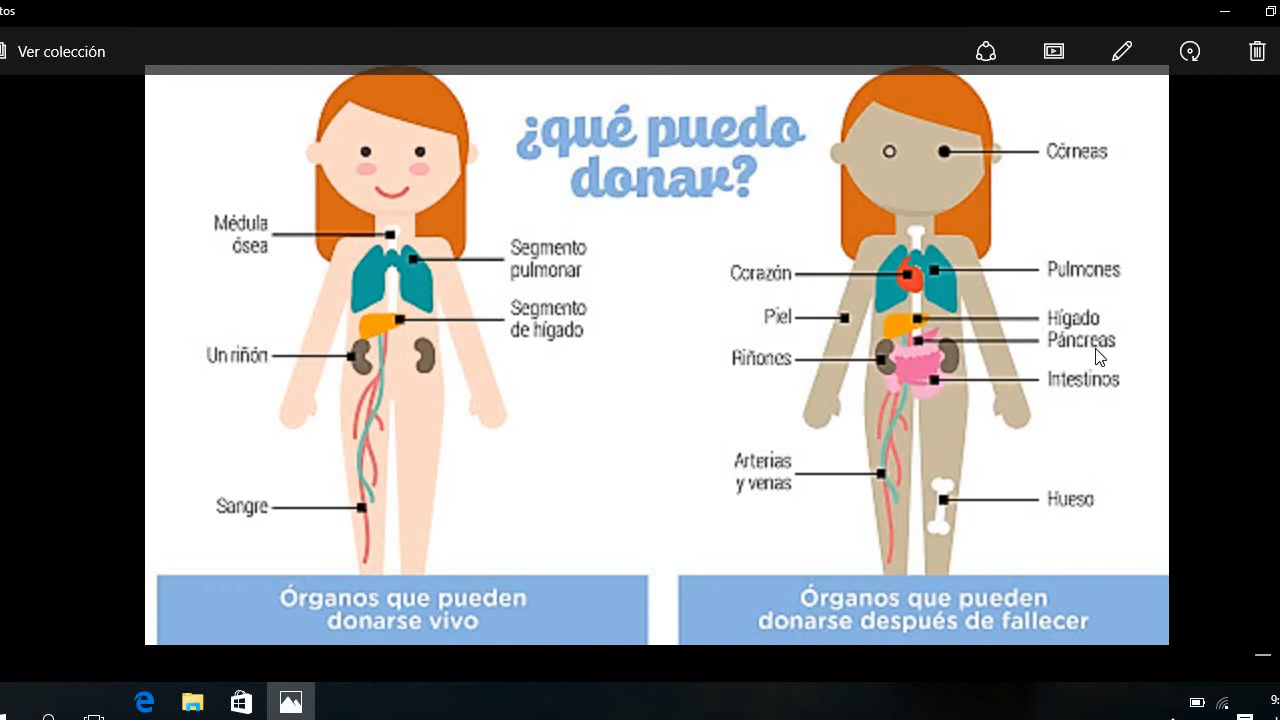 tos
Ver colección
¿qué puedo
donar?
Médula
ósea
Segmento
pulmonar
Segmento
de hígado
Un riñón
Sangre
Órganos que pueden
donarse vivo
Córneas
Corazón
Pulmones
Piel
Hígado
Páncreas
Riñones
Intestinos
Arterias
y venas
Hueso
Órganos que pueden
donarse después de fallecer
9: